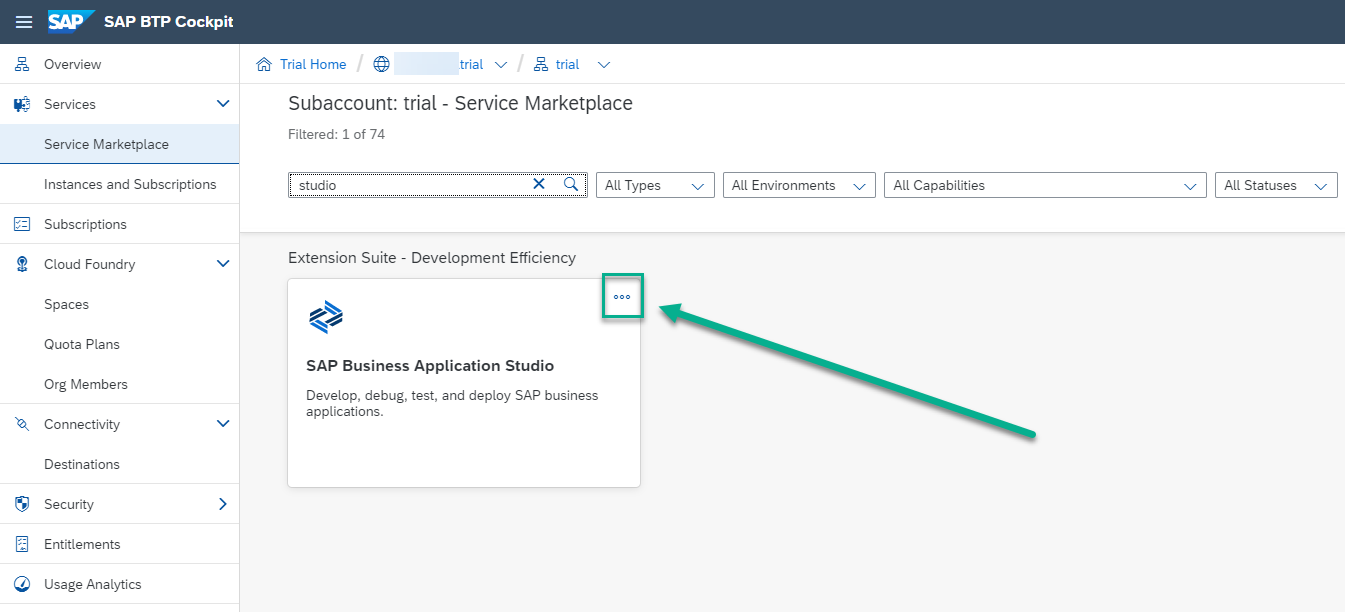 SAP SAP BTP Cockpit
Overview
Services
Service Marketplace
Instances and Subscriptions
Subscriptions
Cloud Foundry
Spaces
Quota Plans
Org Members
Connectivity
Destinations
Security
Entitlements
Usage Analytics
Trial Home / trial / trial
Subaccount: trial - Service Marketplace
Filtered: 1 of 74
studio All Types All Environments All Capabilities All Statuses
Extension Suite - Development Efficiency
SAP Business Application Studio
Develop, debug, test, and deploy SAP business
applications.